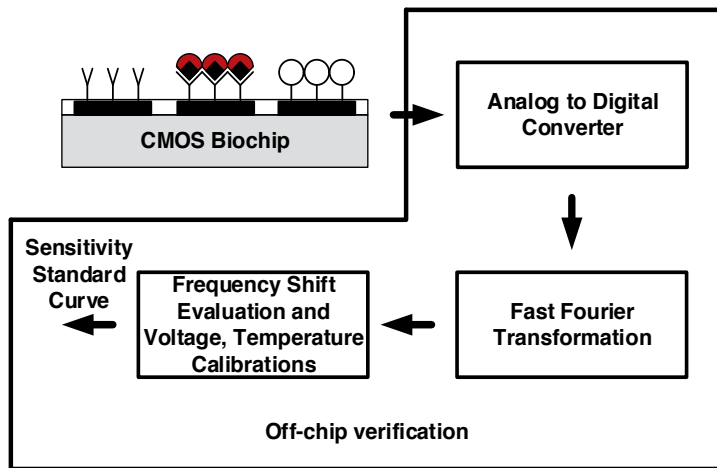 CMOS Biochip
Analog to Digital
Converter
Sensitivity
Standard
Curve
Frequency Shift
Evaluation and
Voltage, Temperature
Calibrations
Fast Fourier
Transformation
Off-chip verification